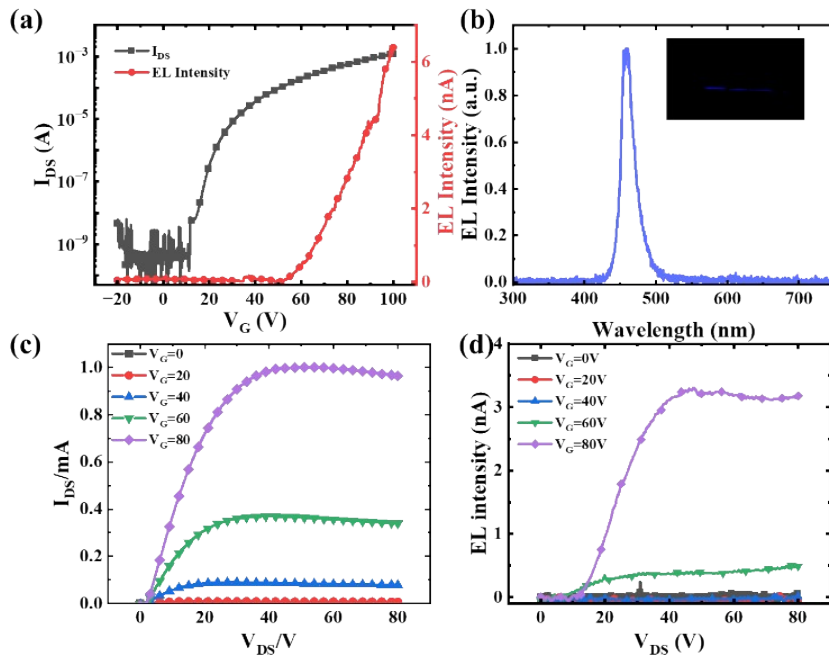 (a)
I_DS
EL Intensity
I_DS (A)
10⁻³
10⁻⁵
10⁻⁷
10⁻⁹
EL Intensity (nA)
6
4
2
0
−20 0 20 40 60 80 100
V_G (V)
(b)
EL Intensity (a.u.)
1.0
0.8
0.6
0.4
0.2
0.0
300 400 500 600 700
Wavelength (nm)
(c)
V_G=0
V_G=20
V_G=40
V_G=60
V_G=80
I_DS/mA
1.0
0.8
0.6
0.4
0.2
0.0
0 20 40 60 80
V_DS/V
(d)
V_G=0V
V_G=20V
V_G=40V
V_G=60V
V_G=80V
EL intensity (nA)
4
3
2
1
0
0 20 40 60 80
V_DS (V)